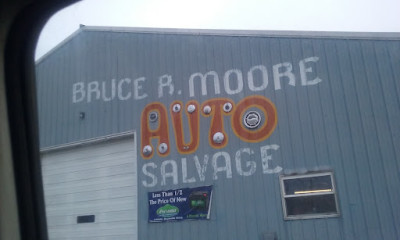 BRUCE R. MOORE
AUTO
SALVAGE
Less Than 1/2
The Price Of New